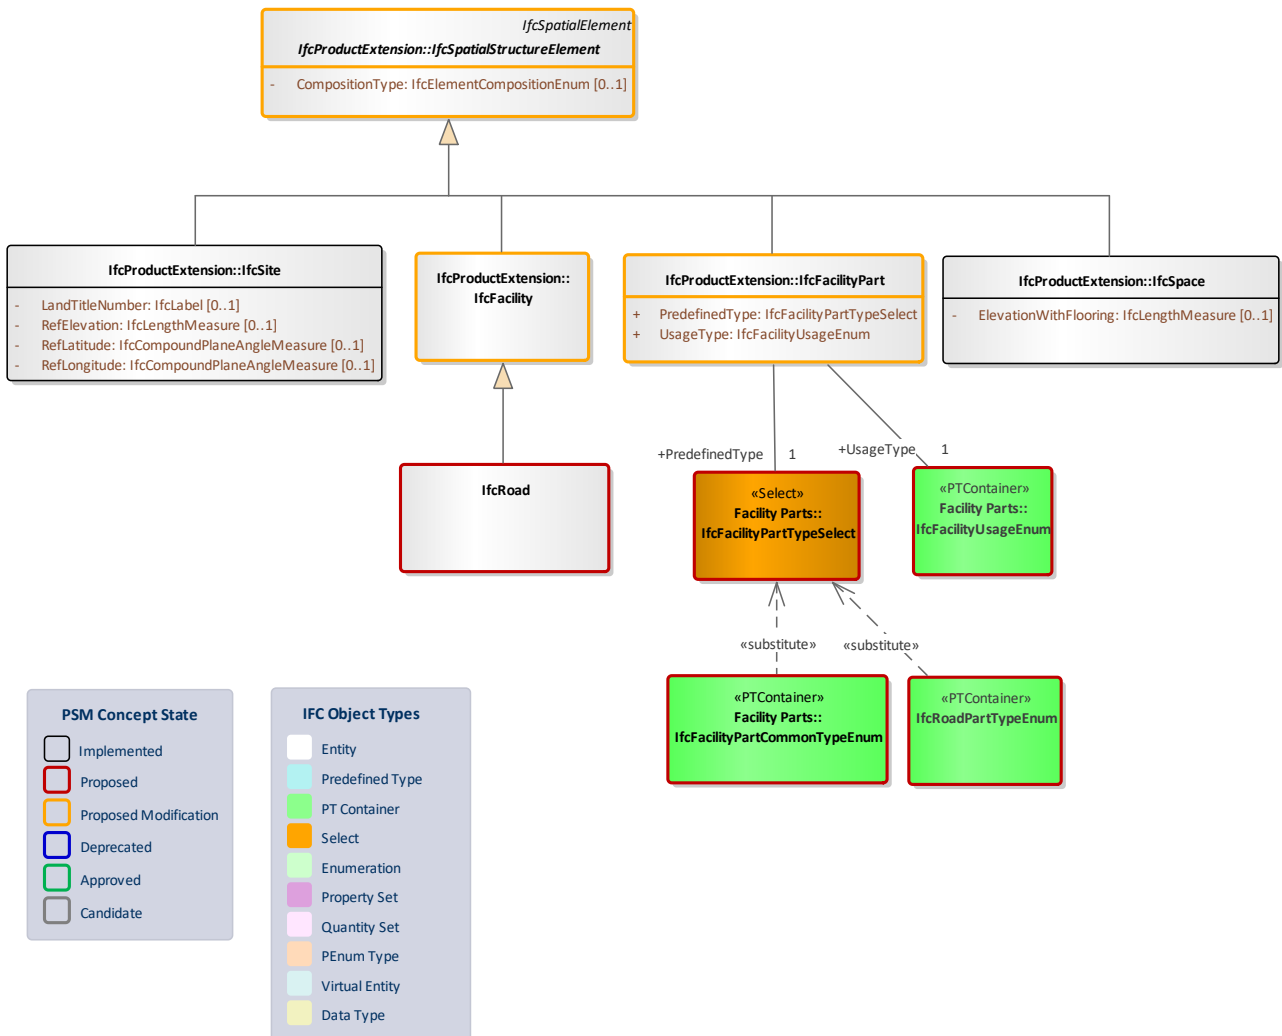 IfcSpatialElement
IfcProductExtension::IfcSpatialStructureElement
- CompositionType: IfcElementCompositionEnum [0..1]
IfcProductExtension::IfcSite
- LandTitleNumber: IfcLabel [0..1]
- RefElevation: IfcLengthMeasure [0..1]
- RefLatitude: IfcCompoundPlaneAngleMeasure [0..1]
- RefLongitude: IfcCompoundPlaneAngleMeasure [0..1]
IfcProductExtension::
IfcFacility
IfcProductExtension::IfcFacilityPart
+ PredefinedType: IfcFacilityPartTypeSelect
+ UsageType: IfcFacilityUsageEnum
IfcProductExtension::IfcSpace
- ElevationWithFlooring: IfcLengthMeasure [0..1]
+PredefinedType 1
+UsageType 1
IfcRoad
«Select»
Facility Parts::
IfcFacilityPartTypeSelect
«PTContainer»
Facility Parts::
IfcFacilityUsageEnum
«substitute»
«substitute»
«PTContainer»
Facility Parts::
IfcFacilityPartCommonTypeEnum
«PTContainer»
IfcRoadPartTypeEnum
PSM Concept State
Implemented
Proposed
Proposed Modification
Deprecated
Approved
Candidate
IFC Object Types
Entity
Predefined Type
PT Container
Select
Enumeration
Property Set
Quantity Set
PEnum Type
Virtual Entity
Data Type